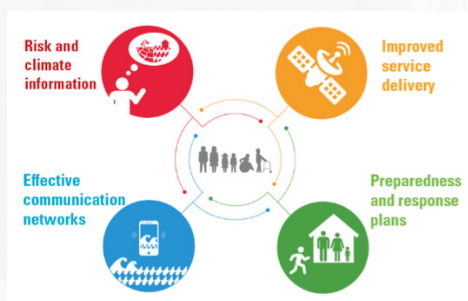 Risk and
climate
information
Improved
service
delivery
Effective
communication
networks
Preparedness
and response
plans